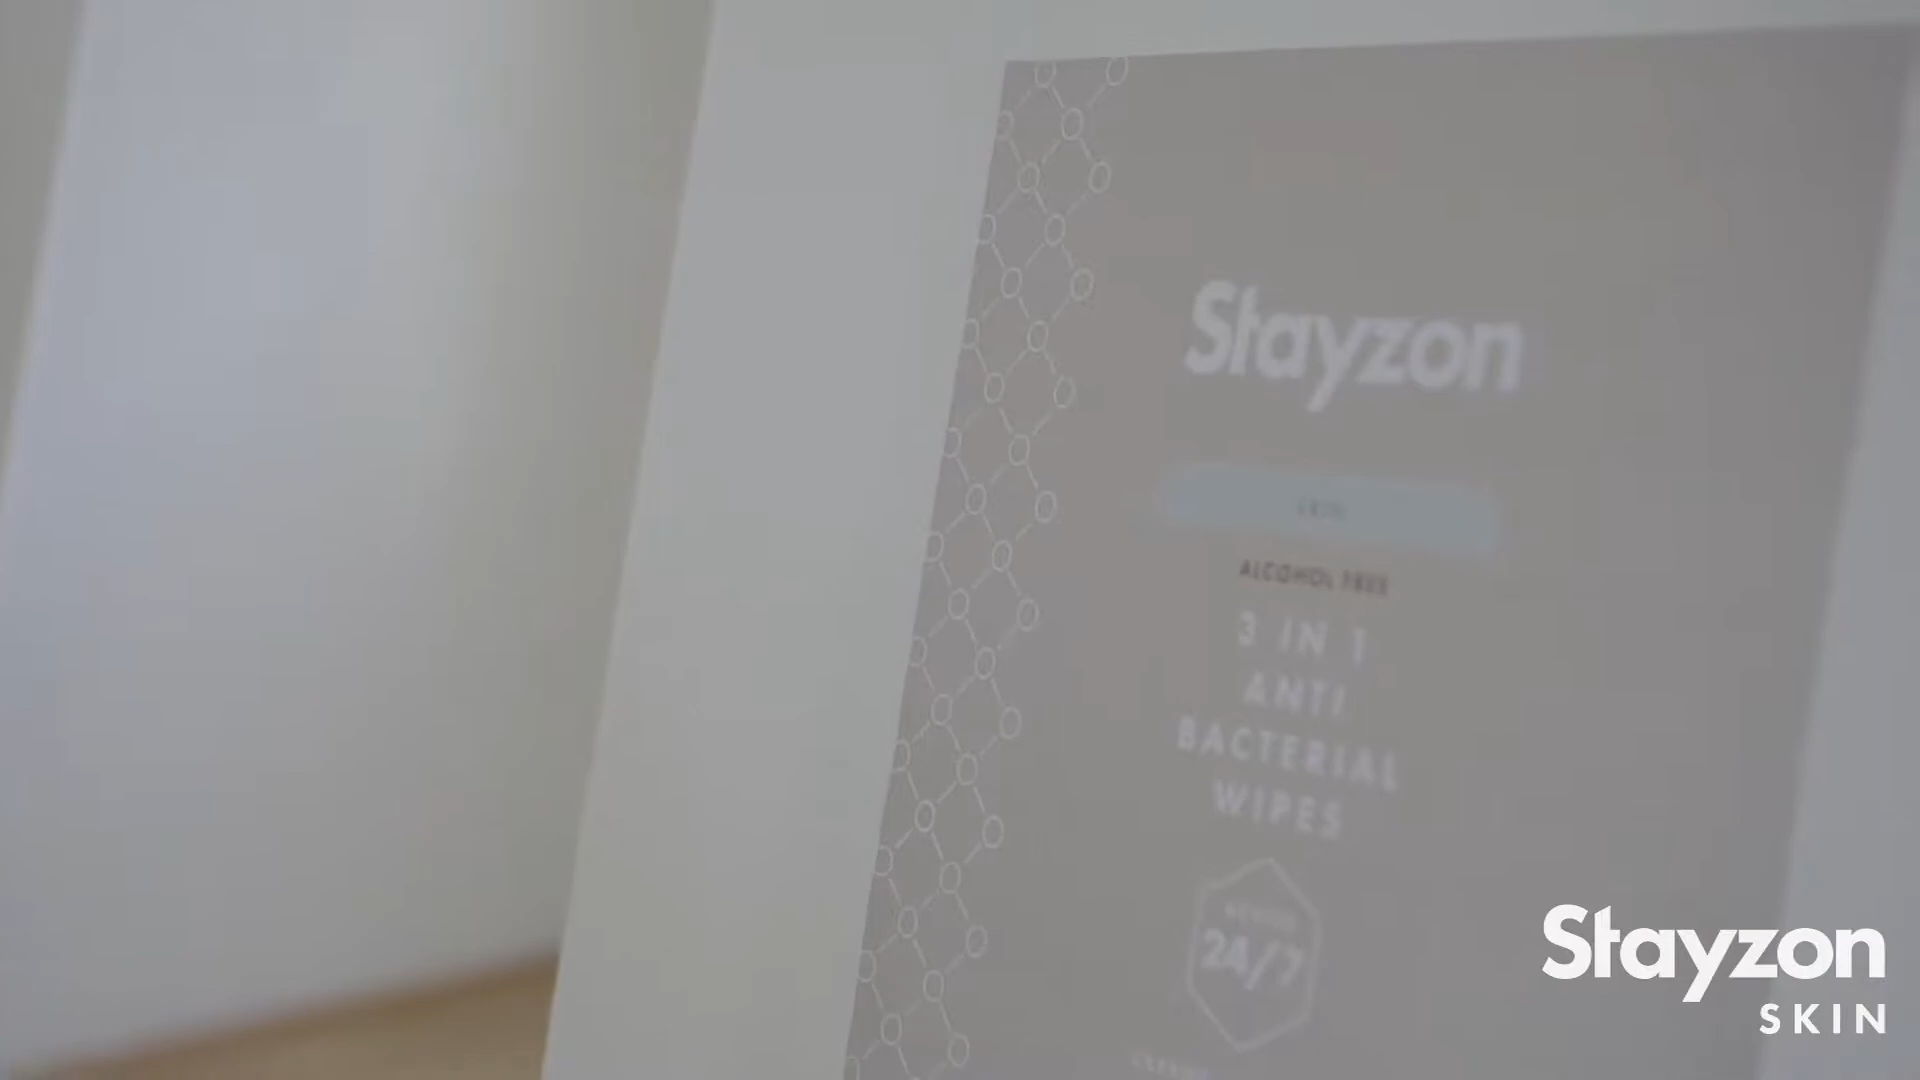 Stayzon
ALCOHOL FREE
3 IN 1
ANTI
BACTERIAL
WIPES
24/7
Stayzon
SKIN